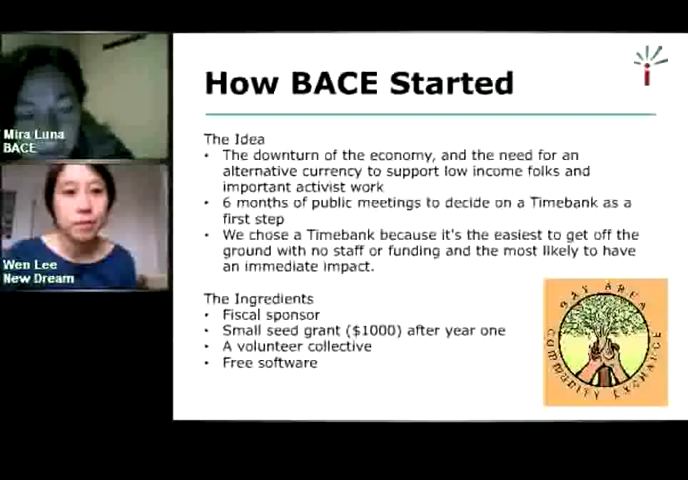 Mira Luna
BACE
Wen Lee
New Dream
How BACE Started
The Idea
• The downturn of the economy, and the need for an
alternative currency to support low income folks and
important activist work
• 6 months of public meetings to decide on a Timebank as a
first step
• We chose a Timebank because it's the easiest to get off the
ground with no staff or funding and the most likely to have
an immediate impact.
The Ingredients
• Fiscal sponsor
• Small seed grant ($1000) after year one
• A volunteer collective
• Free software
BAY AREA
COMMUNITY EXCHANGE